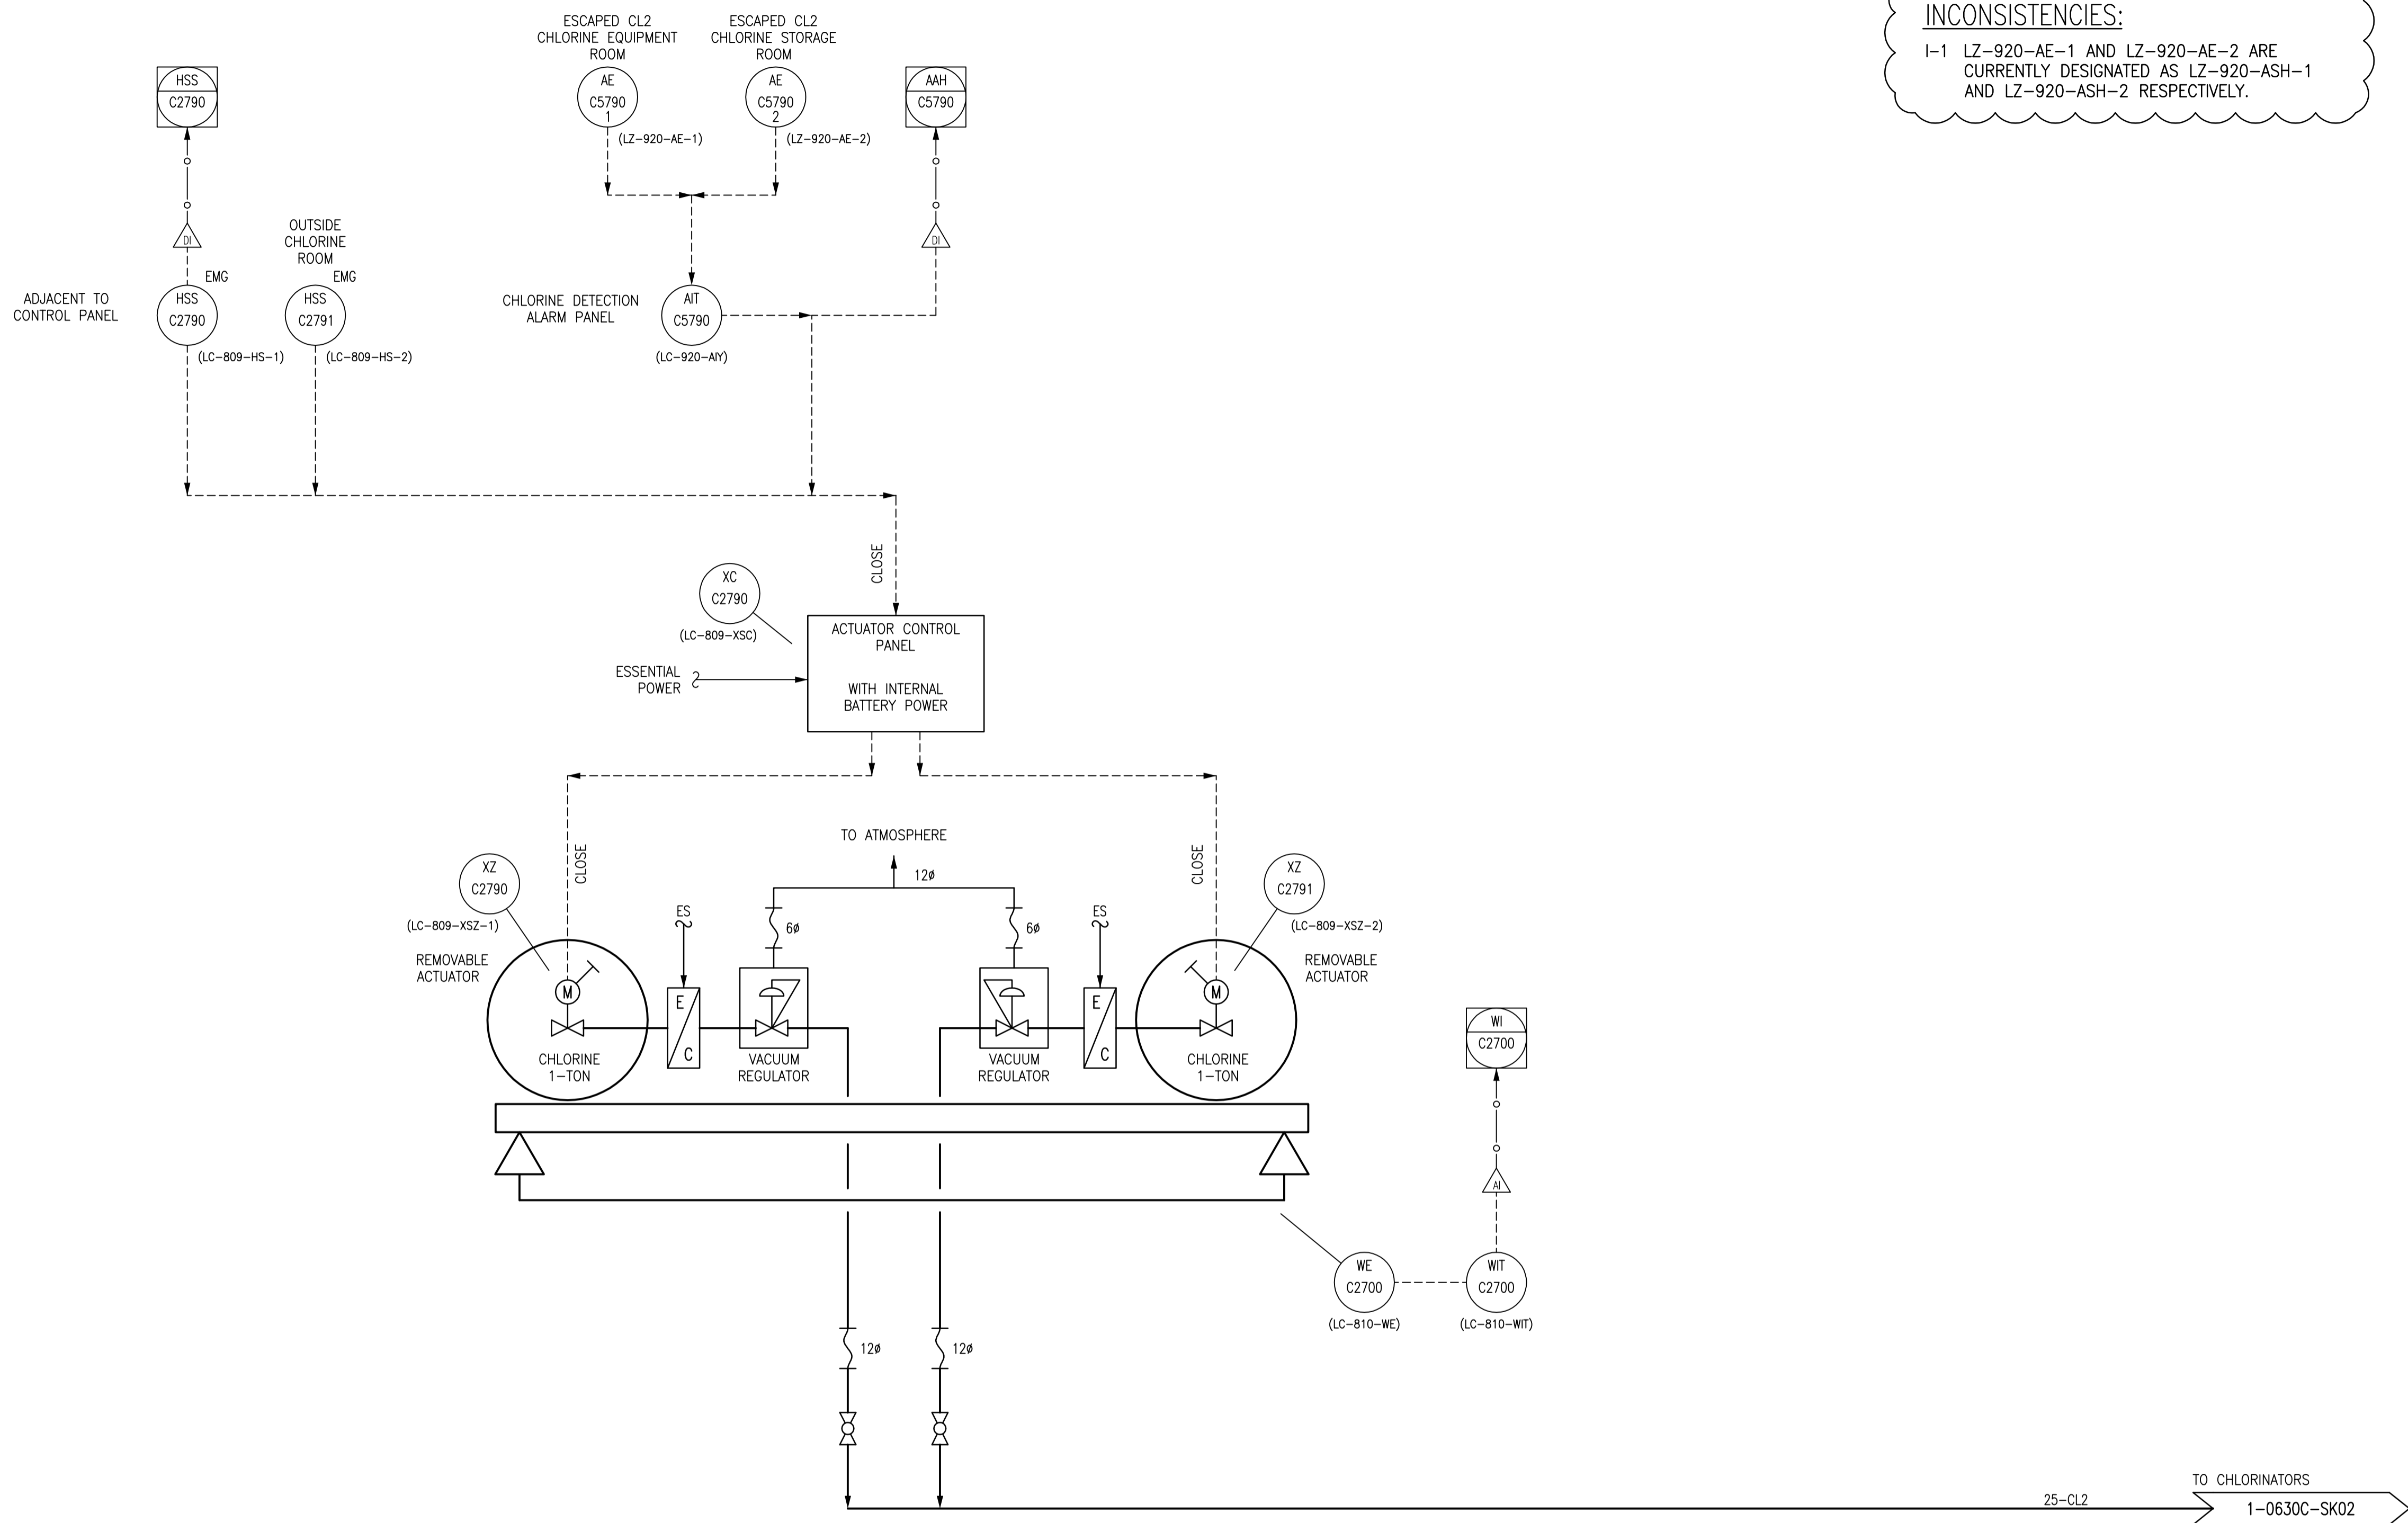 INCONSISTENCIES:
I-1 LZ-920-AE-1 AND LZ-920-AE-2 ARE
CURRENTLY DESIGNATED AS LZ-920-ASH-1
AND LZ-920-ASH-2 RESPECTIVELY.
ESCAPED CL2
CHLORINE EQUIPMENT
ROOM
ESCAPED CL2
CHLORINE STORAGE
ROOM
HSS
C2790
AE
C5790
1
(LZ-920-AE-1)
AE
C5790
2
(LZ-920-AE-2)
AAH
C5790
DI
DI
OUTSIDE
CHLORINE
ROOM
EMG
EMG
ADJACENT TO
CONTROL PANEL
HSS
C2790
(LC-809-HS-1)
HSS
C2791
(LC-809-HS-2)
CHLORINE DETECTION
ALARM PANEL
AIT
C5790
(LC-920-AIY)
CLOSE
XC
C2790
(LC-809-XSC)
ACTUATOR CONTROL
PANEL
WITH INTERNAL
BATTERY POWER
ESSENTIAL
POWER
TO ATMOSPHERE
12ø
CLOSE
CLOSE
XZ
C2790
(LC-809-XSZ-1)
REMOVABLE
ACTUATOR
ES
6ø
6ø
ES
XZ
C2791
(LC-809-XSZ-2)
REMOVABLE
ACTUATOR
M
E
C
M
E
C
CHLORINE
1-TON
VACUUM
REGULATOR
VACUUM
REGULATOR
CHLORINE
1-TON
WI
C2700
AI
WE
C2700
(LC-810-WE)
WIT
C2700
(LC-810-WIT)
12ø
12ø
25-CL2
TO CHLORINATORS
1-0630C-SK02